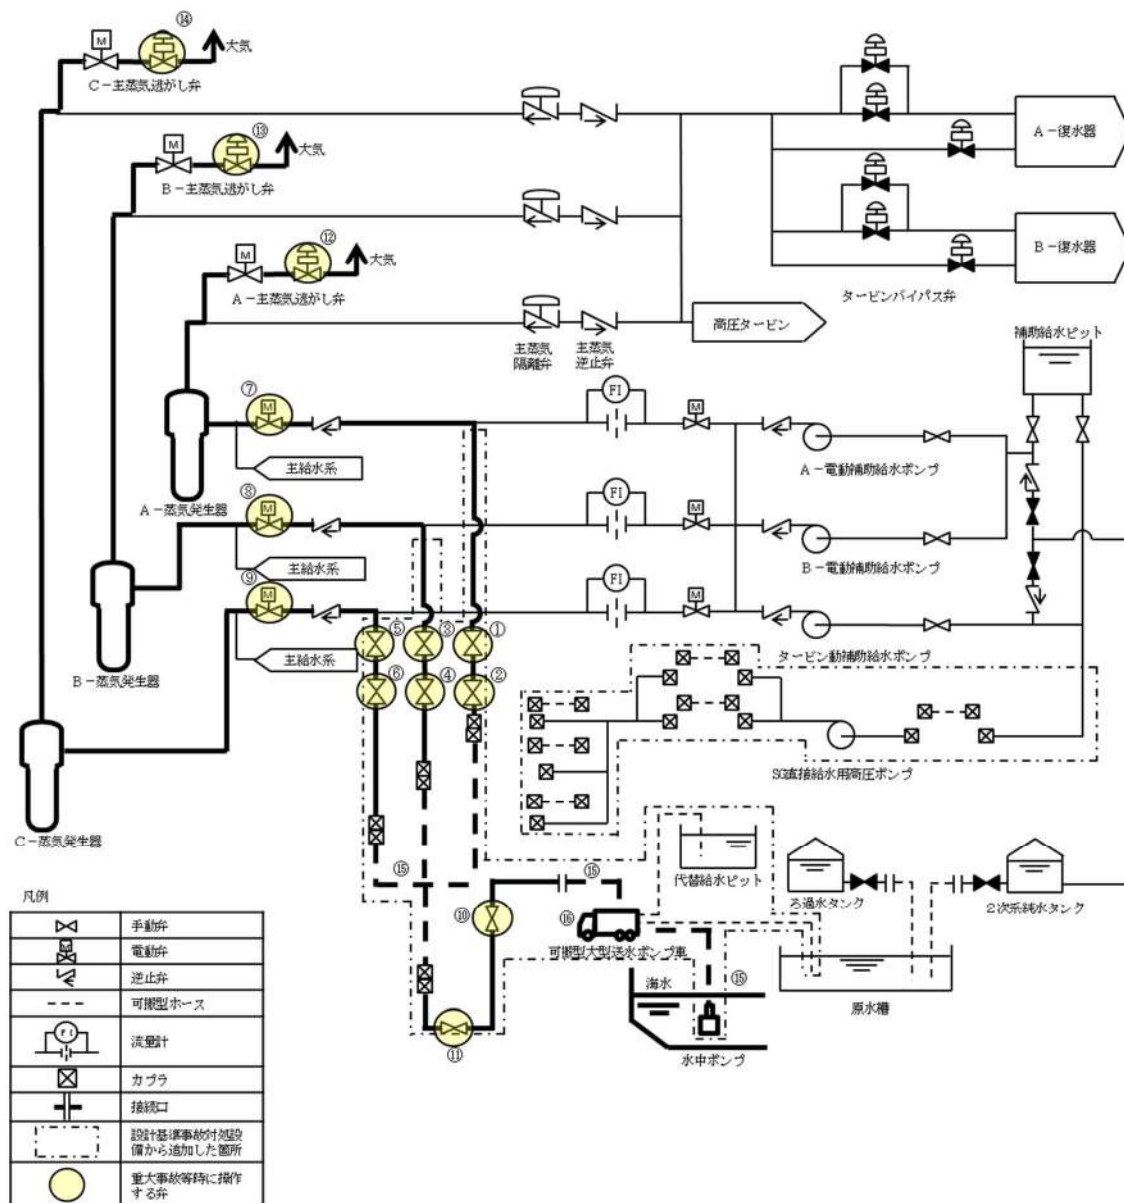 ⑭
M
大気
C-主蒸気逃がし弁
⑬
M
大気
B-主蒸気逃がし弁
⑫
M
大気
A-主蒸気逃がし弁
A-復水器
B-復水器
タービンバイパス弁
高圧タービン
主蒸気
隔離弁
主蒸気
逆止弁
補助給水ピット
⑦
M
FI
M
主給水系
A-電動補助給水ポンプ
A-蒸気発生器
⑧
M
FI
M
主給水系
B-電動補助給水ポンプ
⑨
M
FI
M
主給水系
⑤
③
①
タービン動補助給水ポンプ
B-蒸気発生器
⑥
④
②
SG直接給水用高圧ポンプ
C-蒸気発生器
⑮
⑮
代替給水ピット
ろ過水タンク
2次系純水タンク
⑩
⑯
可搬型大型送水ポンプ車
海水
⑮
原水槽
⑪
水中ポンプ
凡例
手動弁
M
電動弁
逆止弁
可搬型ホース
FI
流量計
カプラ
接続口
設計基準事故対処設
備から追加した箇所
重大事故等時に操作
する弁